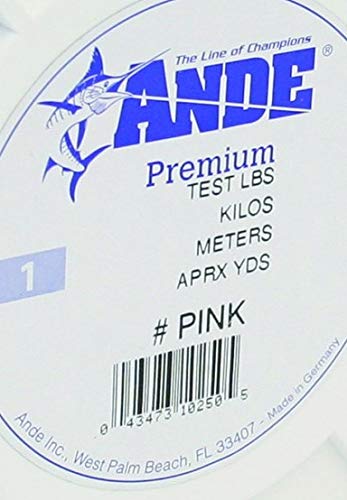 The Line of Champions
ANDE®
Premium
TEST LBS
KILOS
METERS
APRX YDS
1
# PINK
0 43473 10250 5
Ande Inc., West Palm Beach, FL 33407 - Made in Germany